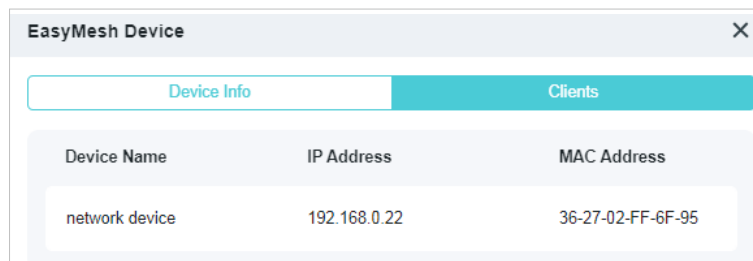 EasyMesh Device
Device Info Clients
Device Name IP Address MAC Address
network device 192.168.0.22 36-27-02-FF-6F-95